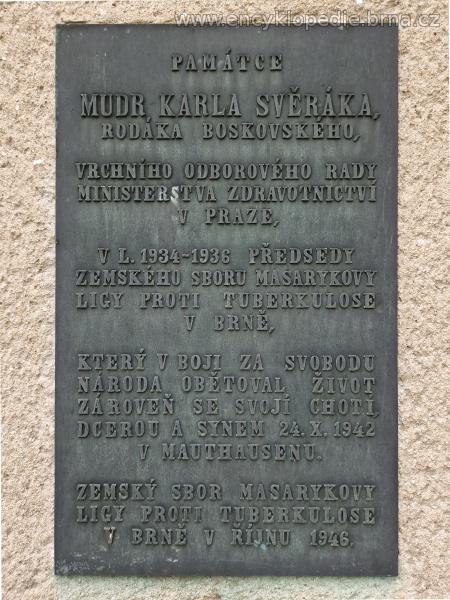 www.encyklopedie.brna.cz
PAMÁTCE
MUDR KARLA SVĚRÁKA,
RODÁKA BOSKOVSKÉHO,
VRCHNÍHO ODBOROVÉHO RADY
MINISTERSTVA ZDRAVOTNICTVÍ
V PRAZE,
V L. 1934-1936 PŘEDSEDY
ZEMSKÉHO SBORU MASARYKOVY
LIGY PROTI TUBERKULOSE
V BRNĚ,
KTERÝ V BOJI ZA SVOBODU
NÁRODA OBĚTOVAL ŽIVOT
ZÁROVEŇ SE SVOJÍ CHOTÍ,
DCEROU A SYNEM 24. X. 1942
V MAUTHAUSENU.
ZEMSKÝ SBOR MASARYKOVY
LIGY PROTI TUBERKULOSE
V BRNĚ V ŘÍJNU 1946.